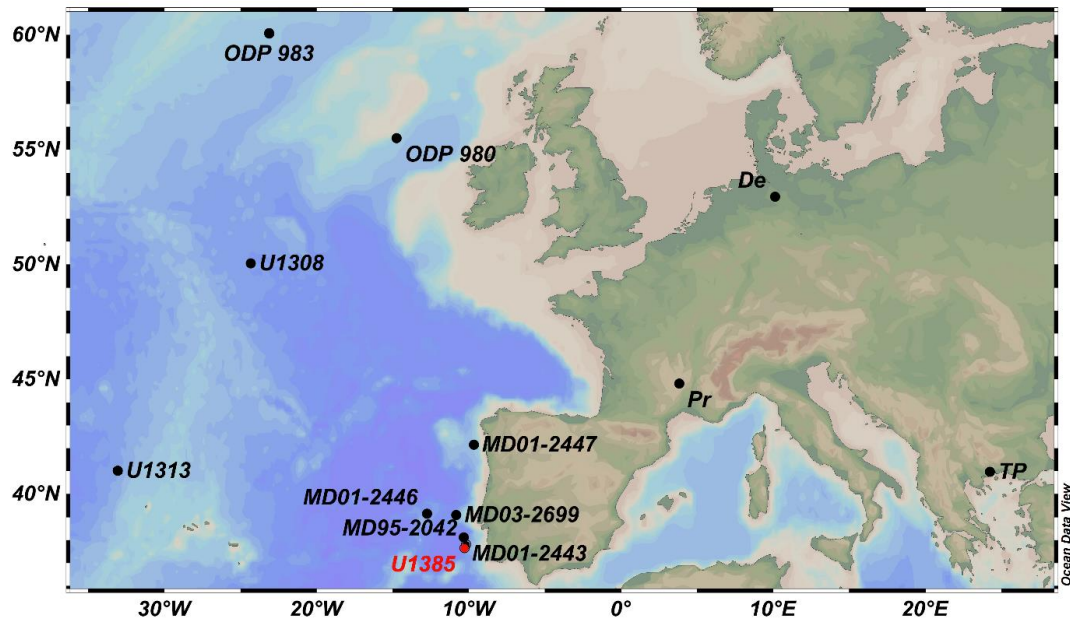 60°N
ODP 983
55°N
ODP 980
De
50°N
U1308
45°N
Pr
MD01-2447
U1313
TP
40°N
MD01-2446
MD03-2699
MD95-2042
MD01-2443
U1385
Ocean Data View
30°W
20°W
10°W
0°
10°E
20°E